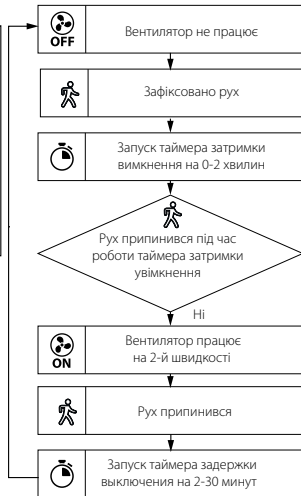 OFF
Вентилятор не працює
Зафіксовано рух
Запуск таймера затримки
вимкнення на 0-2 хвилин
Рух припинився під час
роботи таймера затримки
увімкнення
Ні
ON
Вентилятор працює
на 2-й швидкості
Рух припинився
Запуск таймера задержки
выключения на 2-30 минут